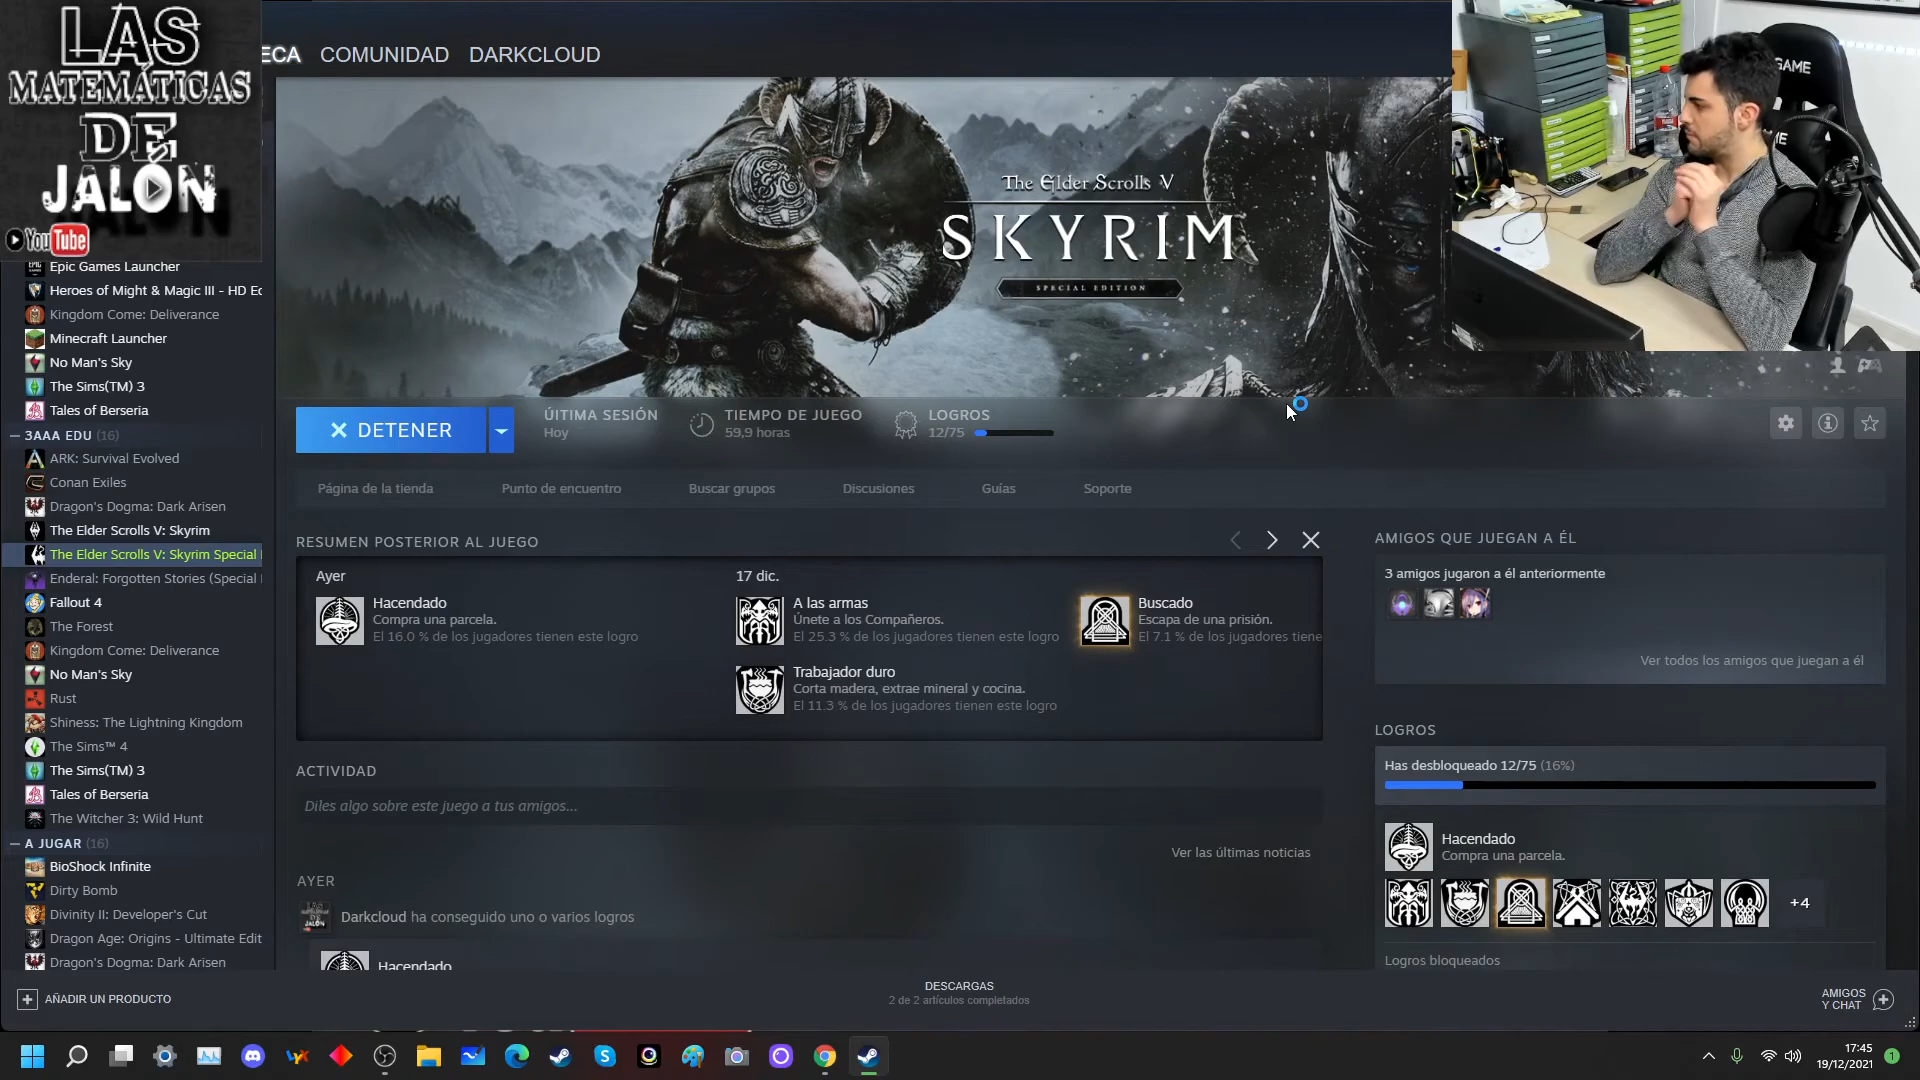 LAS
MATEMÁTICAS
DE
JALÓN
YouTube
ECA COMUNIDAD DARKCLOUD
GAME
The Elder Scrolls V
SKYRIM
SPECIAL EDITION
Epic Games Launcher
Heroes of Might & Magic III - HD Ec
Kingdom Come: Deliverance
Minecraft Launcher
No Man's Sky
The Sims(TM) 3
Tales of Berseria
3AAA EDU (16)
ARK: Survival Evolved
Conan Exiles
Dragon's Dogma: Dark Arisen
The Elder Scrolls V: Skyrim
The Elder Scrolls V: Skyrim Special
Enderal: Forgotten Stories (Special
Fallout 4
The Forest
Kingdom Come: Deliverance
No Man's Sky
Rust
Shiness: The Lightning Kingdom
The Sims™ 4
The Sims(TM) 3
Tales of Berseria
The Witcher 3: Wild Hunt
A JUGAR (16)
BioShock Infinite
Dirty Bomb
Divinity II: Developer's Cut
Dragon Age: Origins - Ultimate Edit
Dragon's Dogma: Dark Arisen
DETENER
ÚLTIMA SESIÓN
Hoy
TIEMPO DE JUEGO
59,9 horas
LOGROS
12/75
Página de la tienda Punto de encuentro Buscar grupos Discusiones Guías Soporte
RESUMEN POSTERIOR AL JUEGO
Ayer
Hacendado
Compra una parcela.
El 16.0 % de los jugadores tienen este logro
17 dic.
A las armas
Únete a los Compañeros.
El 25.3 % de los jugadores tienen este logro
Buscado
Escapa de una prisión.
El 7.1 % de los jugadores tiene
Trabajador duro
Corta madera, extrae mineral y cocina.
El 11.3 % de los jugadores tienen este logro
ACTIVIDAD
Diles algo sobre este juego a tus amigos...
Ver las últimas noticias
AYER
Darkcloud ha conseguido uno o varios logros
Hacendado
AMIGOS QUE JUEGAN A ÉL
3 amigos jugaron a él anteriormente
Ver todos los amigos que juegan a él
LOGROS
Has desbloqueado 12/75 (16%)
Hacendado
Compra una parcela.
+4
Logros bloqueados
AÑADIR UN PRODUCTO
DESCARGAS
2 de 2 artículos completados
AMIGOS
Y CHAT
17:45
19/12/2021
1